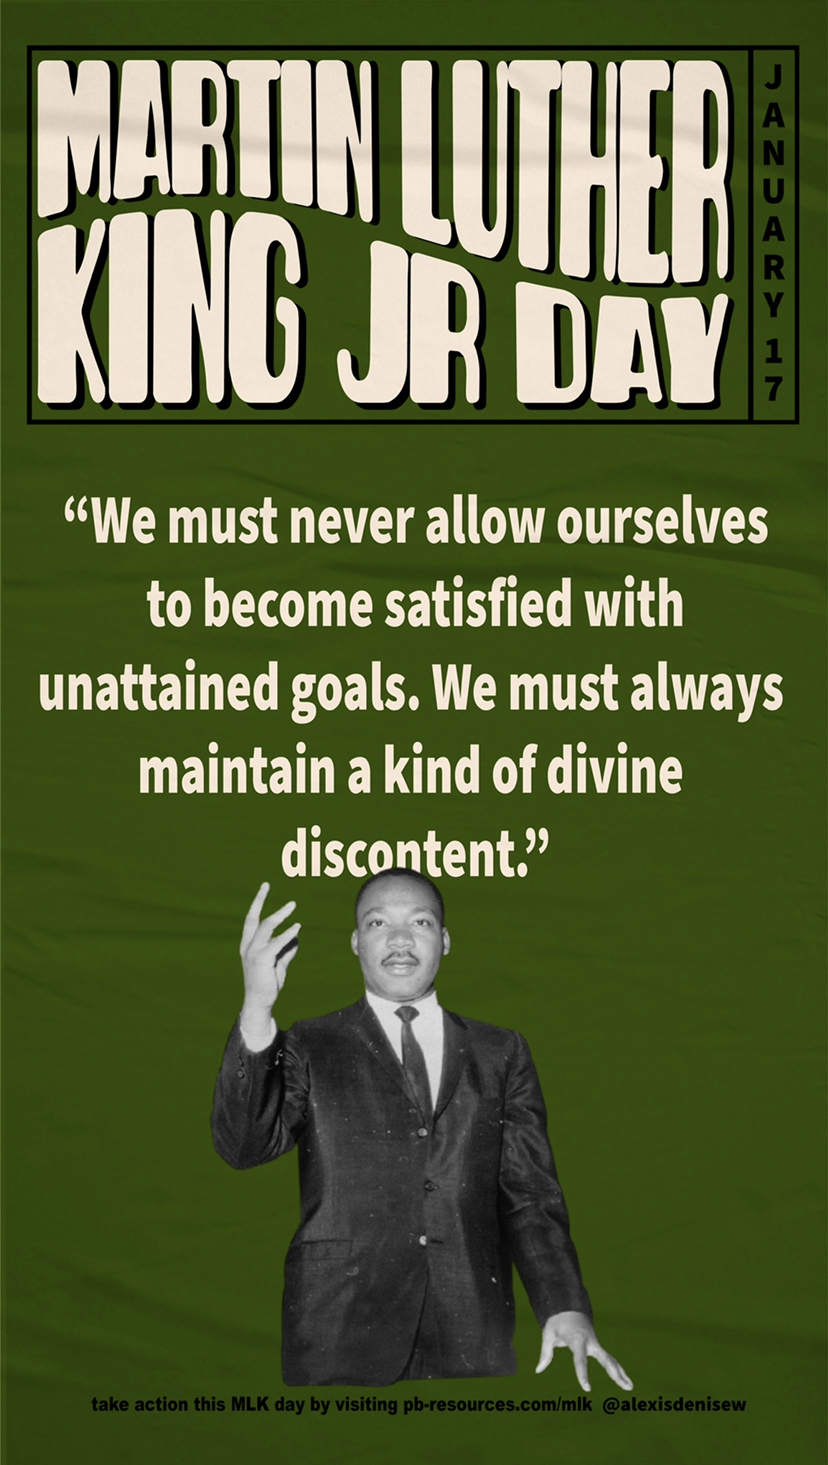 MARTIN LUTHER
KING JR DAY
JANUARY 17
“We must never allow ourselves
to become satisfied with
unattained goals. We must always
maintain a kind of divine
discontent.”
take action this MLK day by visiting pb-resources.com/mlk @alexisdenisew